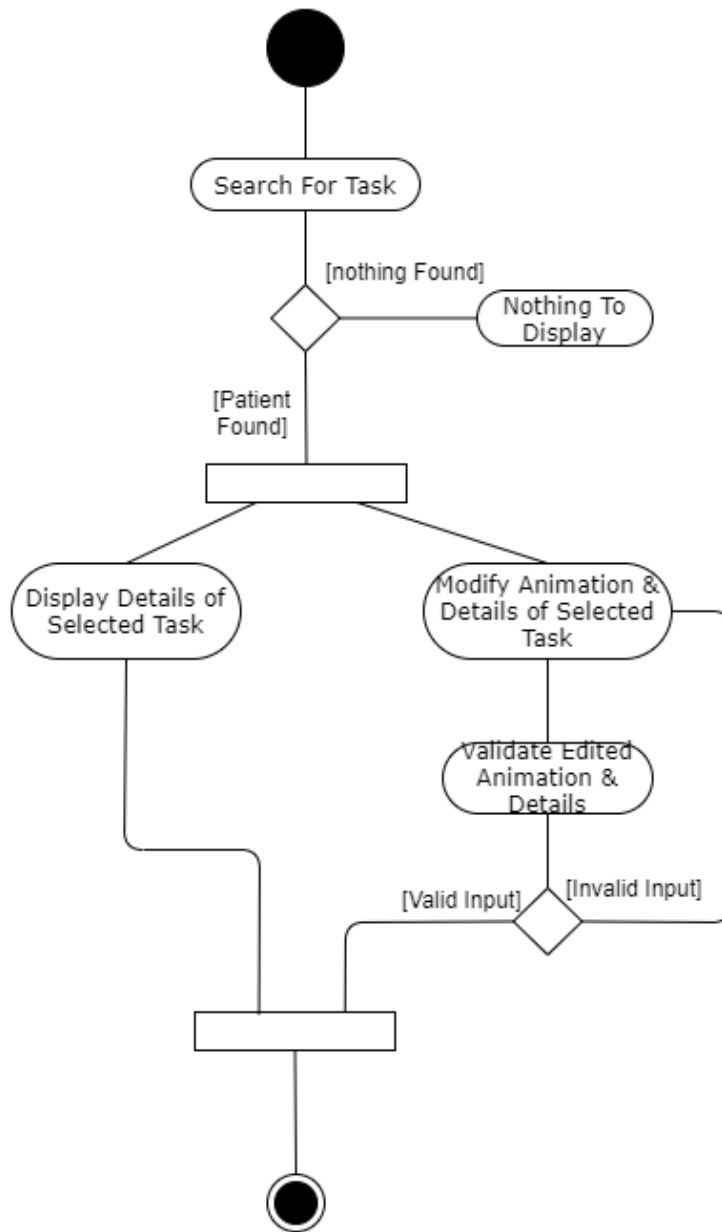 Search For Task
[nothing Found]
Nothing To
Display
[Patient
Found]
Display Details of
Selected Task
Modify Animation &
Details of Selected
Task
Validate Edited
Animation &
Details
[Valid Input]
[Invalid Input]